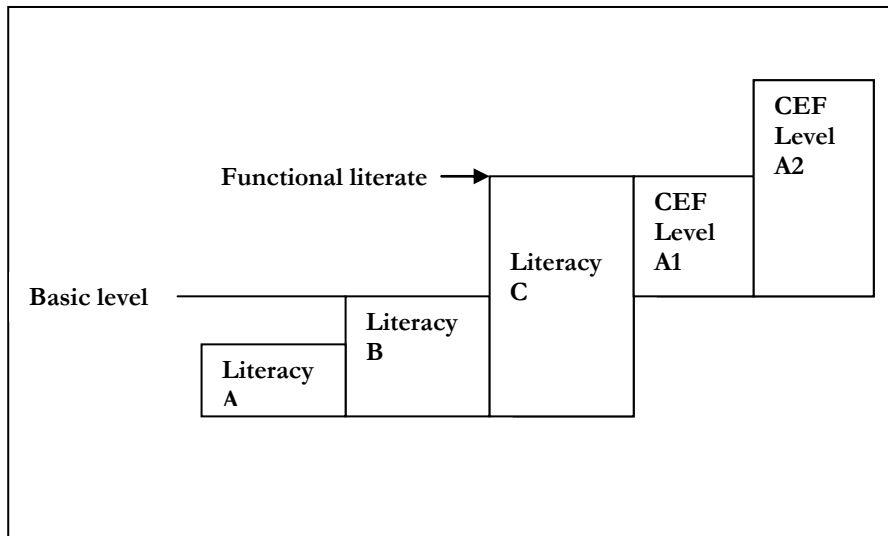 CEF
Level
A2
Functional literate
CEF
Level
A1
Literacy
C
Basic level
Literacy
B
Literacy
A